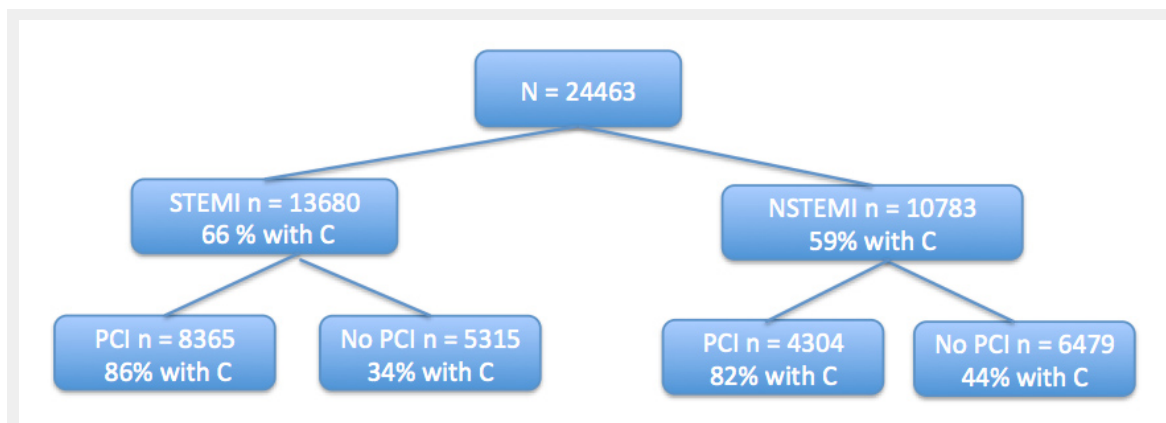 N = 24463
STEMI n = 13680
66 % with C
NSTEMI n = 10783
59% with C
PCI n = 8365
86% with C
No PCI n = 5315
34% with C
PCI n = 4304
82% with C
No PCI n = 6479
44% with C